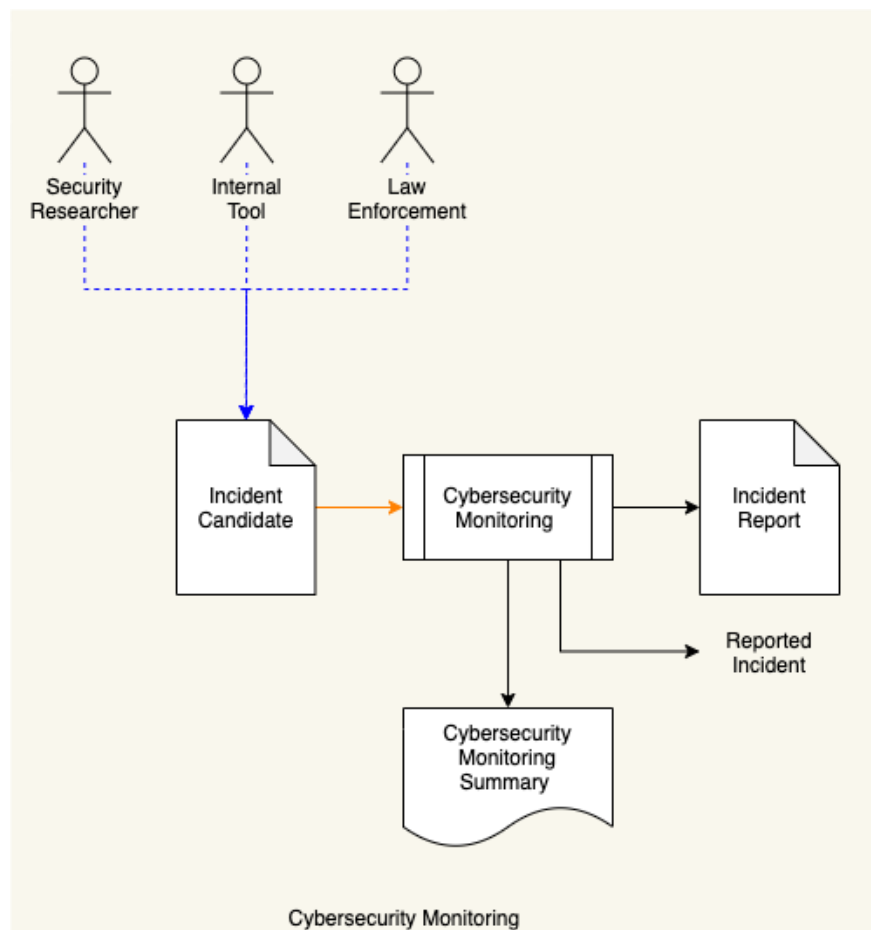 Security
Researcher
Internal
Tool
Law
Enforcement
Incident
Candidate
Cybersecurity
Monitoring
Incident
Report
Reported
Incident
Cybersecurity
Monitoring
Summary
Cybersecurity Monitoring